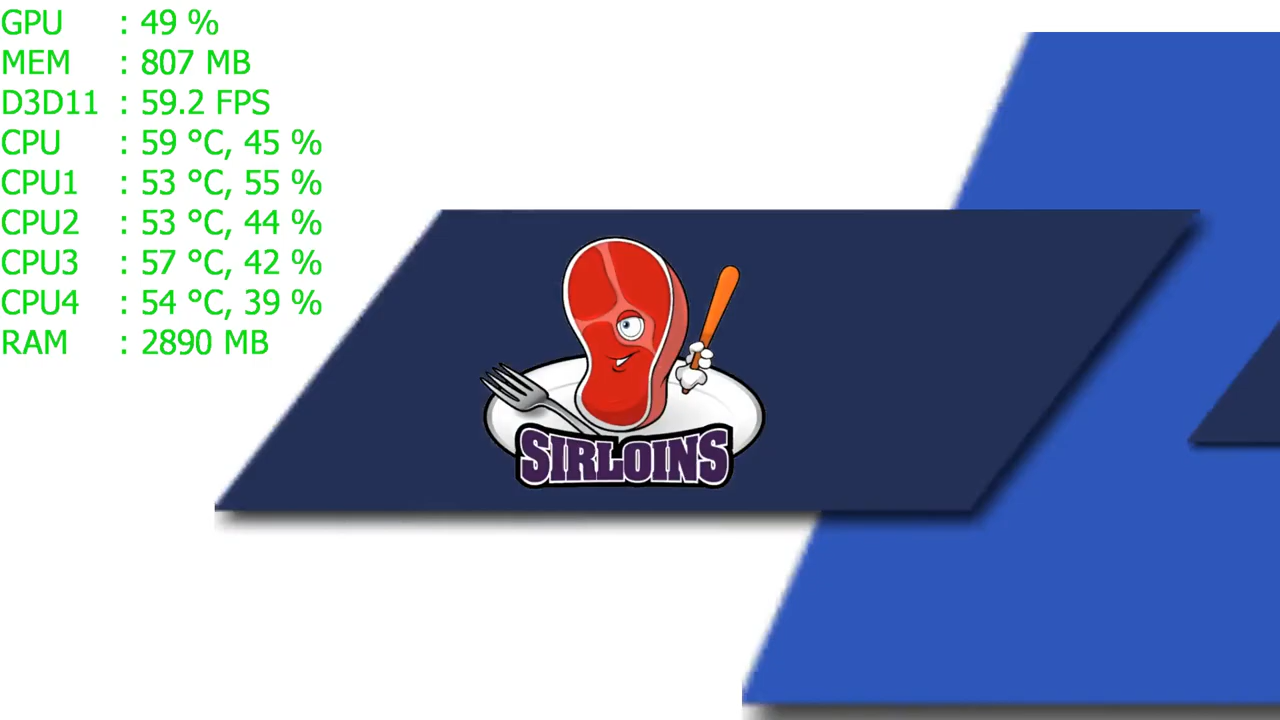 GPU : 49 %
MEM : 807 MB
D3D11 : 59.2 FPS
CPU : 59 °C, 45 %
CPU1 : 53 °C, 55 %
CPU2 : 53 °C, 44 %
CPU3 : 57 °C, 42 %
CPU4 : 54 °C, 39 %
RAM : 2890 MB
SIRLOINS